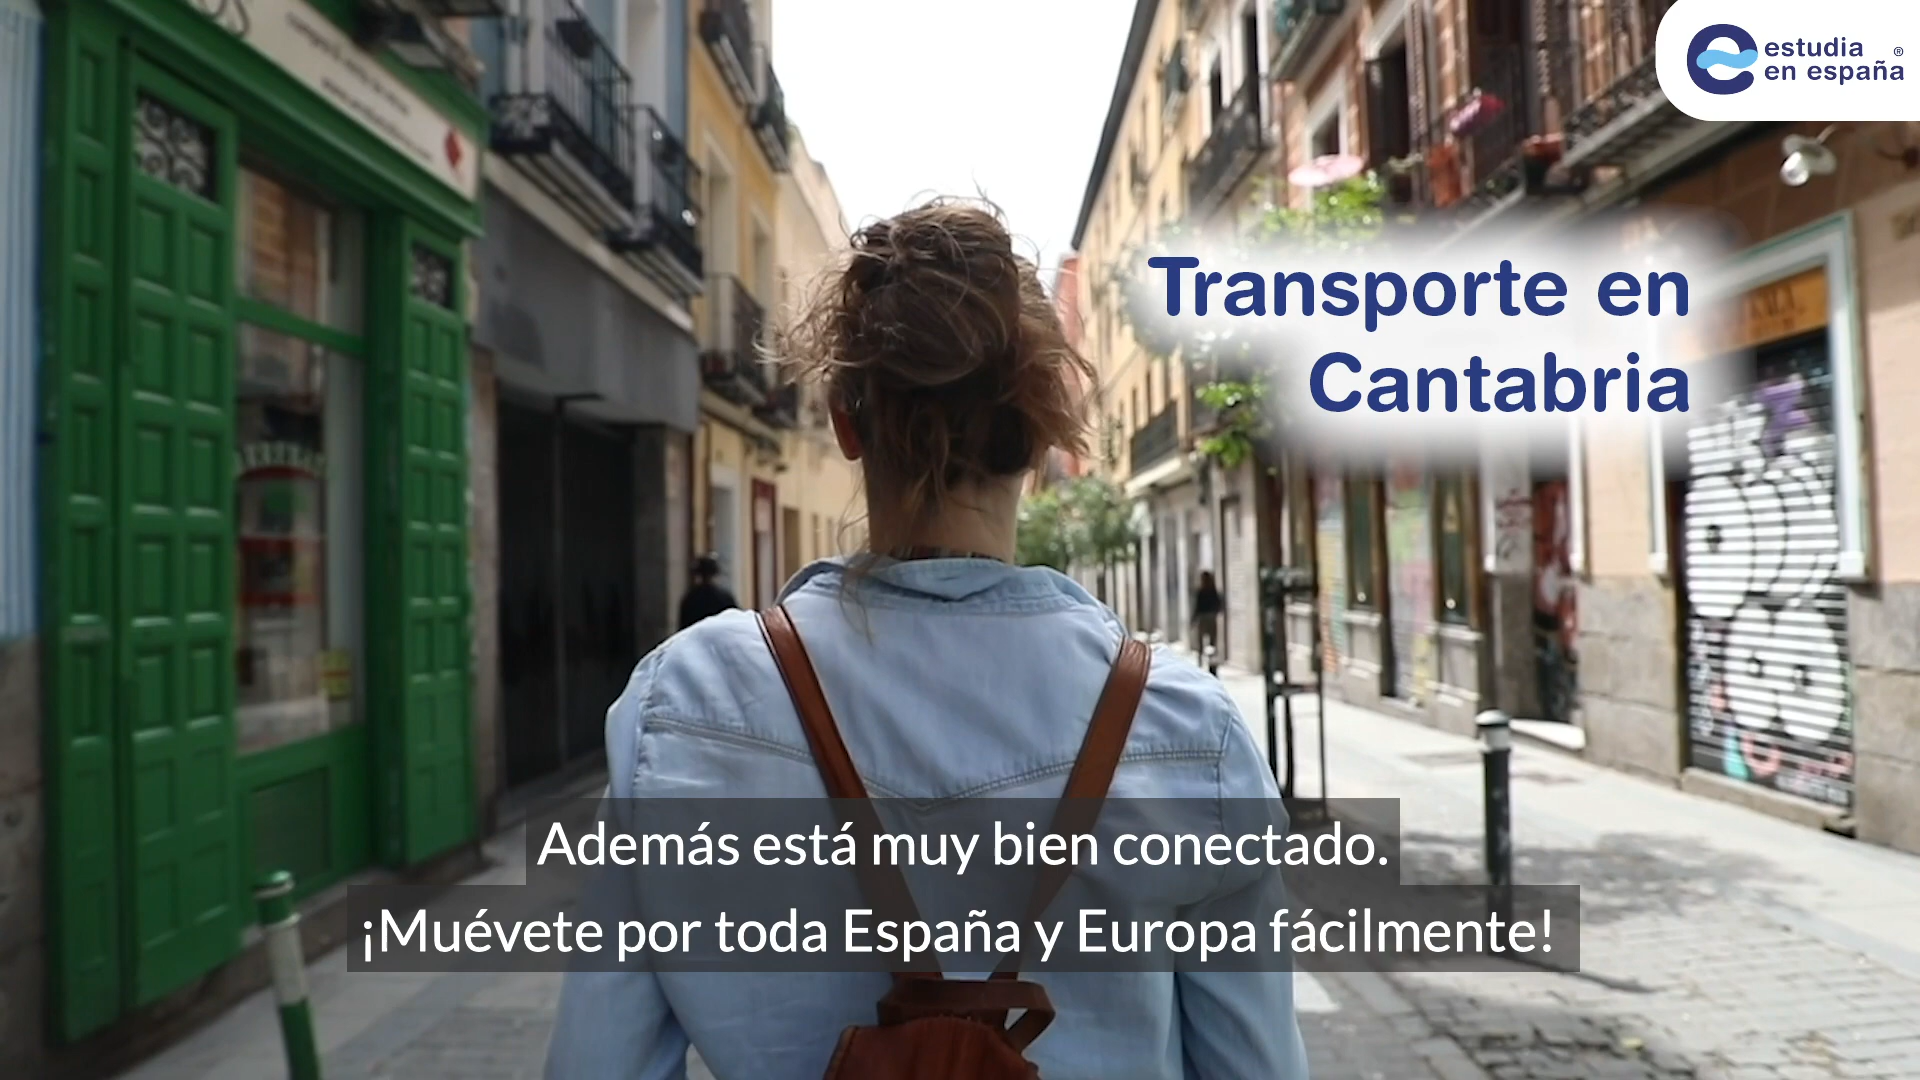 estudia
en españa
®
Transporte en
Cantabria
Además está muy bien conectado.
¡Muévete por toda España y Europa fácilmente!